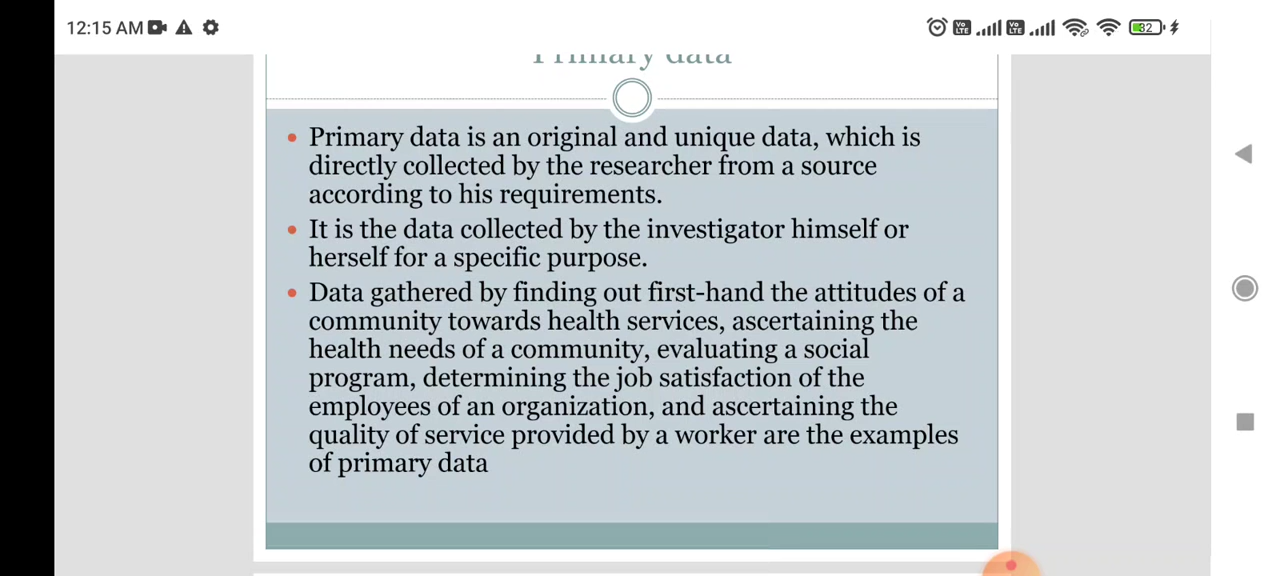 12:15 AM
32
Primary data
Primary data is an original and unique data, which is
directly collected by the researcher from a source
according to his requirements.
It is the data collected by the investigator himself or
herself for a specific purpose.
Data gathered by finding out first-hand the attitudes of a
community towards health services, ascertaining the
health needs of a community, evaluating a social
program, determining the job satisfaction of the
employees of an organization, and ascertaining the
quality of service provided by a worker are the examples
of primary data